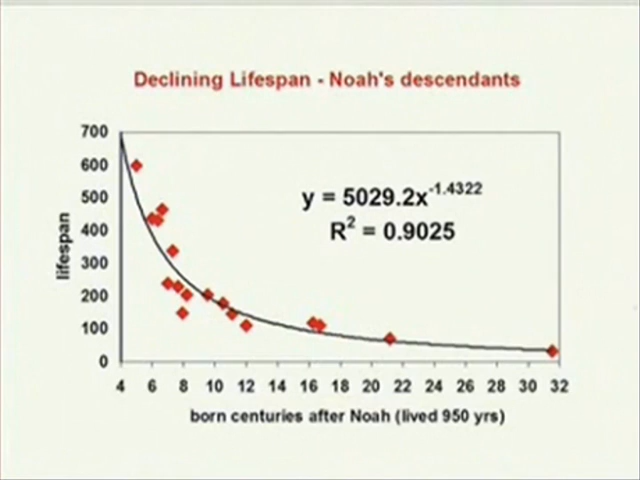 Declining Lifespan - Noah's descendants
700
600
500
400
300
200
100
0
lifespan
y = 5029.2x^-1.4322
R² = 0.9025
4 6 8 10 12 14 16 18 20 22 24 26 28 30 32
born centuries after Noah (lived 950 yrs)